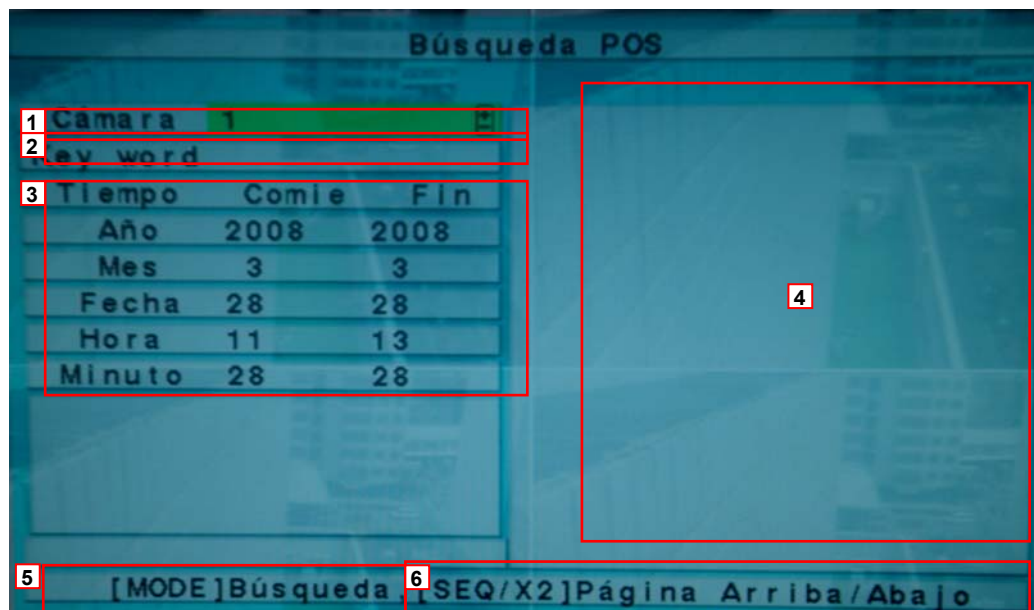 Búsqueda POS
1 Cámara 1
2 Key word
3 Tiempo Comie Fin
Año 2008 2008
Mes 3 3
4
Fecha 28 28
Hora 11 13
Minuto 28 28
5 [MODE]Búsqueda, 6 [SEQ/X2]Página Arriba/Abajo